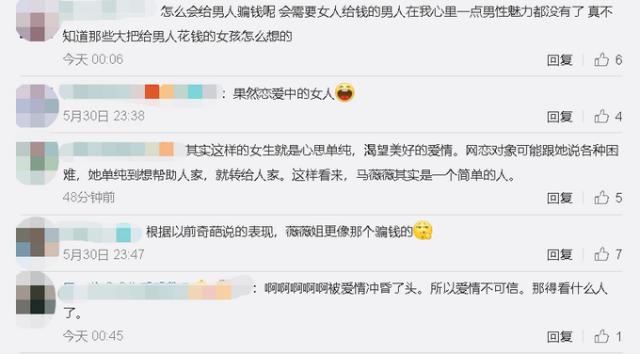 怎么会给男人骗钱呢 会需要女人给钱的男人在我心里一点男性魅力都没有了 真不
知道那些大把给男人花钱的女孩怎么想的
今天 00:06
回复
6
：果然恋爱中的女人
5月30日 23:38
回复
4
其实这样的女生就是心思单纯，渴望美好的爱情。网恋对象可能跟她说各种困
难，她单纯到想帮助人家，就转给人家。这样看来，马薇薇其实是一个简单的人。
48分钟前
回复
5
根据以前奇葩说的表现，薇薇姐更像那个骗钱的
5月30日 23:47
回复
7
：啊啊啊啊啊被爱情冲昏了头。所以爱情不可信。那得看什么人
了。
今天 00:45
回复
1